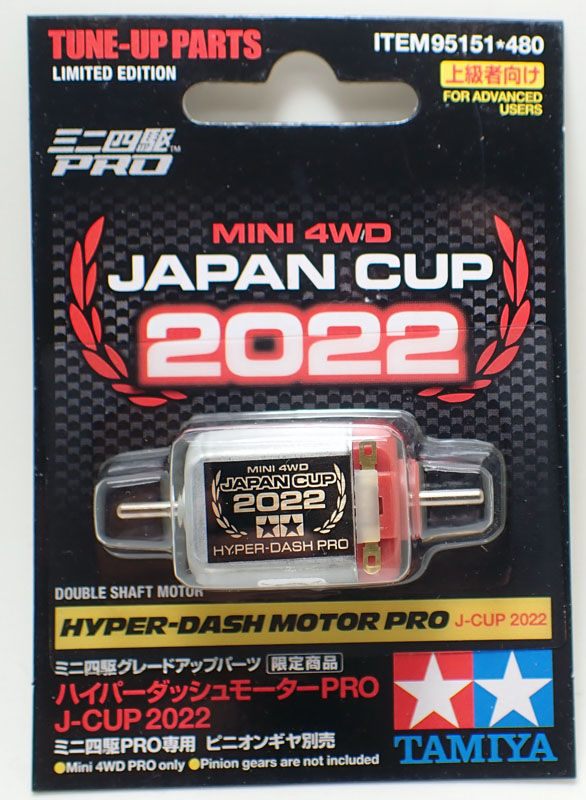 TUNE-UP PARTS
LIMITED EDITION
ITEM95151*480
上級者向け
FOR ADVANCED
USERS
ミニ四駆™
PRO
MINI 4WD
JAPAN CUP
2022
MINI 4WD
JAPAN CUP
2022
HYPER-DASH PRO
DOUBLE SHAFT MOTOR
HYPER-DASH MOTOR PRO J-CUP 2022
ミニ四駆グレードアップパーツ 限定商品
ハイパーダッシュモーターPRO
J-CUP 2022
ミニ四駆PRO専用 ピニオンギヤ別売
●Mini 4WD PRO only ●Pinion gears are not included
TAMIYA